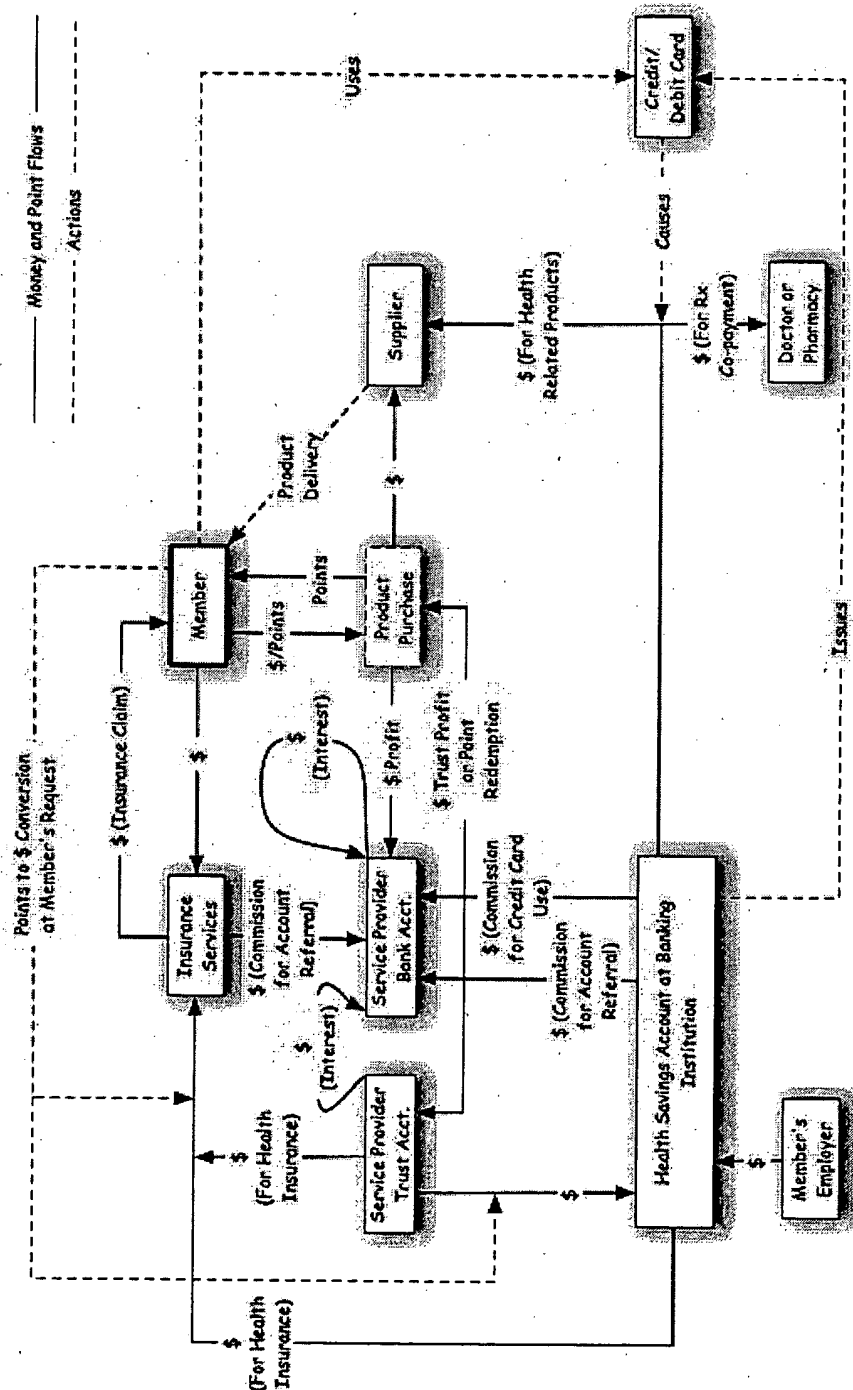 Money and Point Flows
Actions
Points to $ Conversion
at Member's Request
$ (Insurance Claim)
Uses
$
(For Health
Insurance)
Insurance
Services
$
Member
Product
Delivery
$
(For Health
Insurance)
$ (Commission
for Account
Referral)
$
(Interest)
$
(Interest)
$/Points
Points
Service Provider
Trust Acct.
Service Provider
Bank Acct.
$ Profit
Product
Purchase
$
Supplier
$ Trust Profit
or Point
Redemption
$
$ (Commission
for Account
Referral)
$ (Commission
for Credit Card
Use)
$ (For Health
Related Products)
Health Savings Account at Banking
Institution
Causes
Credit/
Debit Card
$ (For Rx
Co-payment)
$
Member's
Employer
Doctor or
Pharmacy
Issues